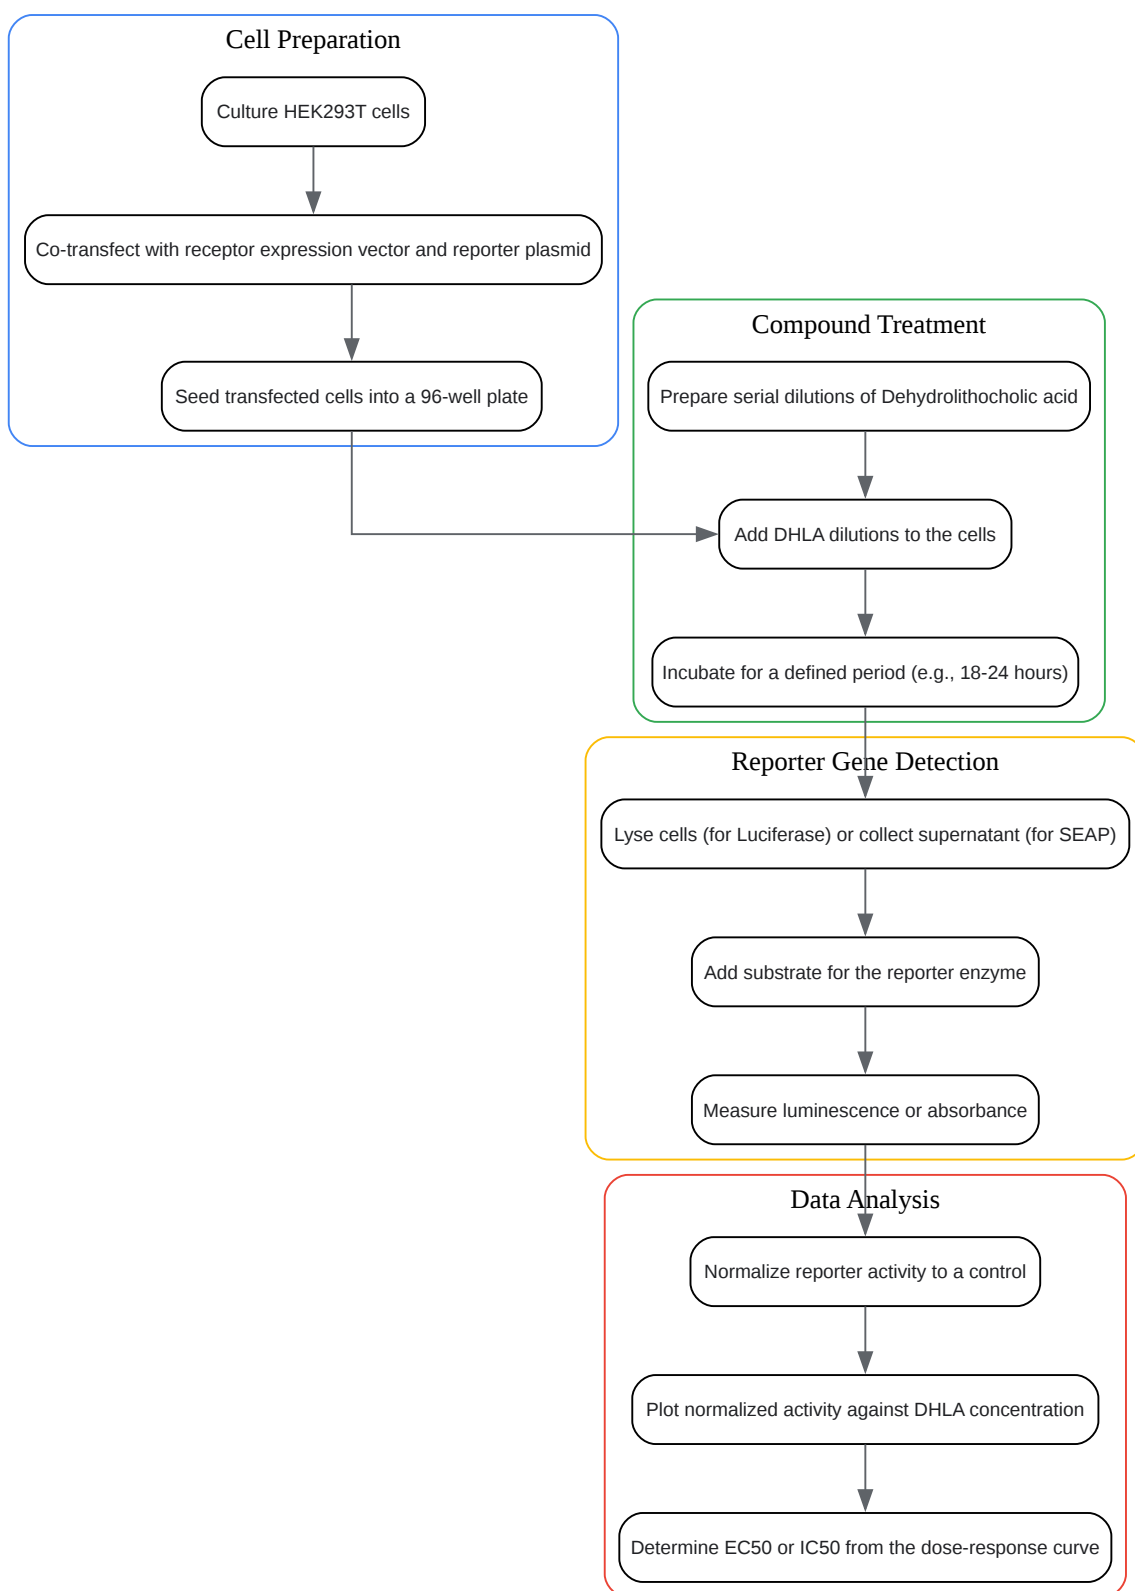 Cell Preparation
Culture HEK293T cells
Co-transfect with receptor expression vector and reporter plasmid
Seed transfected cells into a 96-well plate
Compound Treatment
Prepare serial dilutions of Dehydrolithocholic acid
Add DHLA dilutions to the cells
Incubate for a defined period (e.g., 18-24 hours)
Reporter Gene Detection
Lyse cells (for Luciferase) or collect supernatant (for SEAP)
Add substrate for the reporter enzyme
Measure luminescence or absorbance
Data Analysis
Normalize reporter activity to a control
Plot normalized activity against DHLA concentration
Determine EC50 or IC50 from the dose-response curve